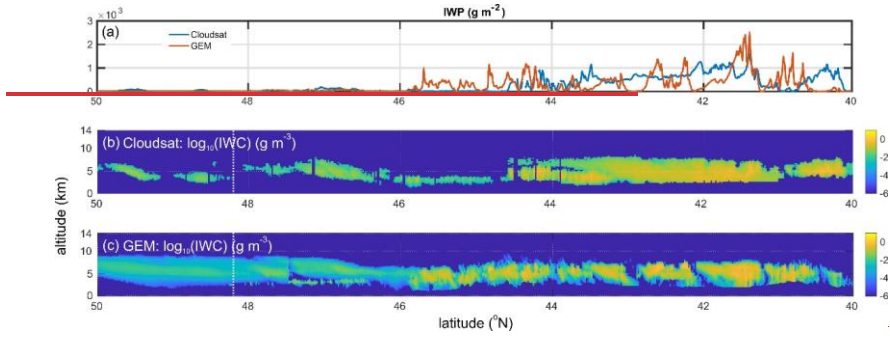 IWP (g m⁻²)
× 10³
3
2
1
0
(a)
Cloudsat
GEM
50 48 46 44 42 40
altitude (km)
14
10
5
0
(b) Cloudsat: log₁₀(IWC) (g m⁻³)
0
-2
-4
-6
50 48 46 44 42 40
14
10
5
0
(c) GEM: log₁₀(IWC) (g m⁻³)
0
-2
-4
-6
50 48 46 44 42 40
latitude (°N)